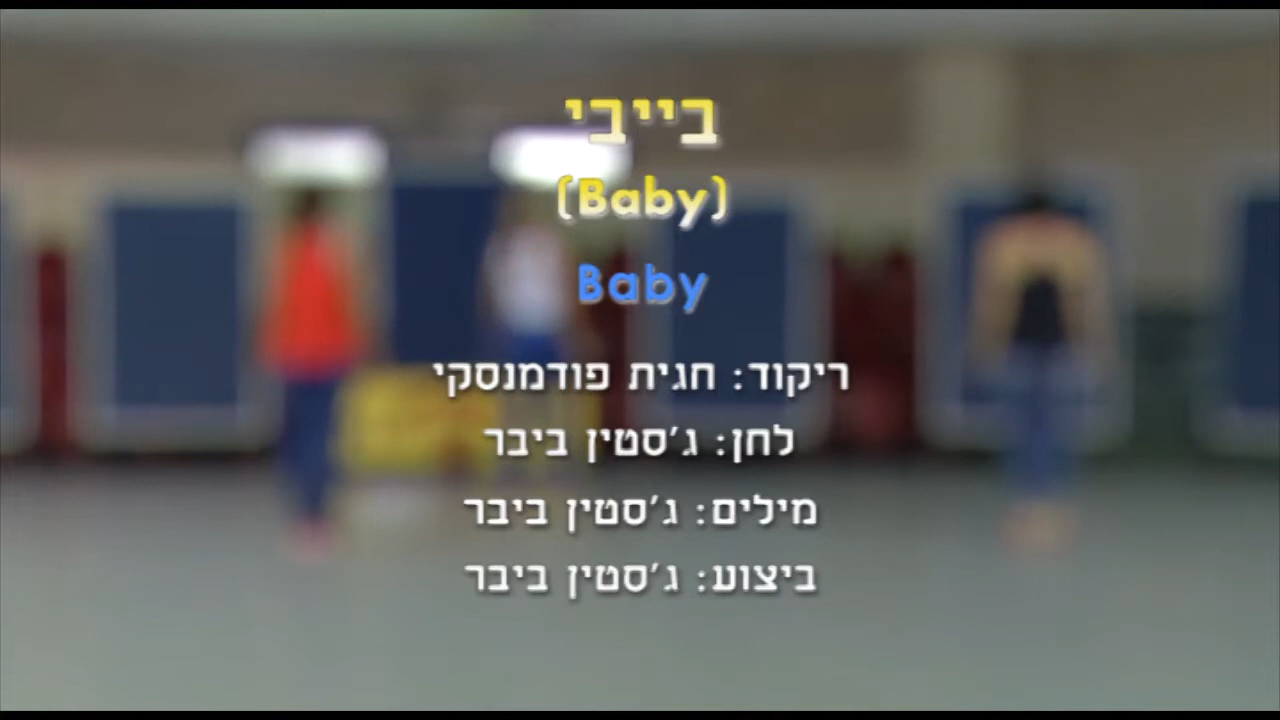 בייבי
(Baby)
Baby
ריקוד: חגית פודמנסקי
לחן: ג'סטין ביבר
מילים: ג'סטין ביבר
ביצוע: ג'סטין ביבר